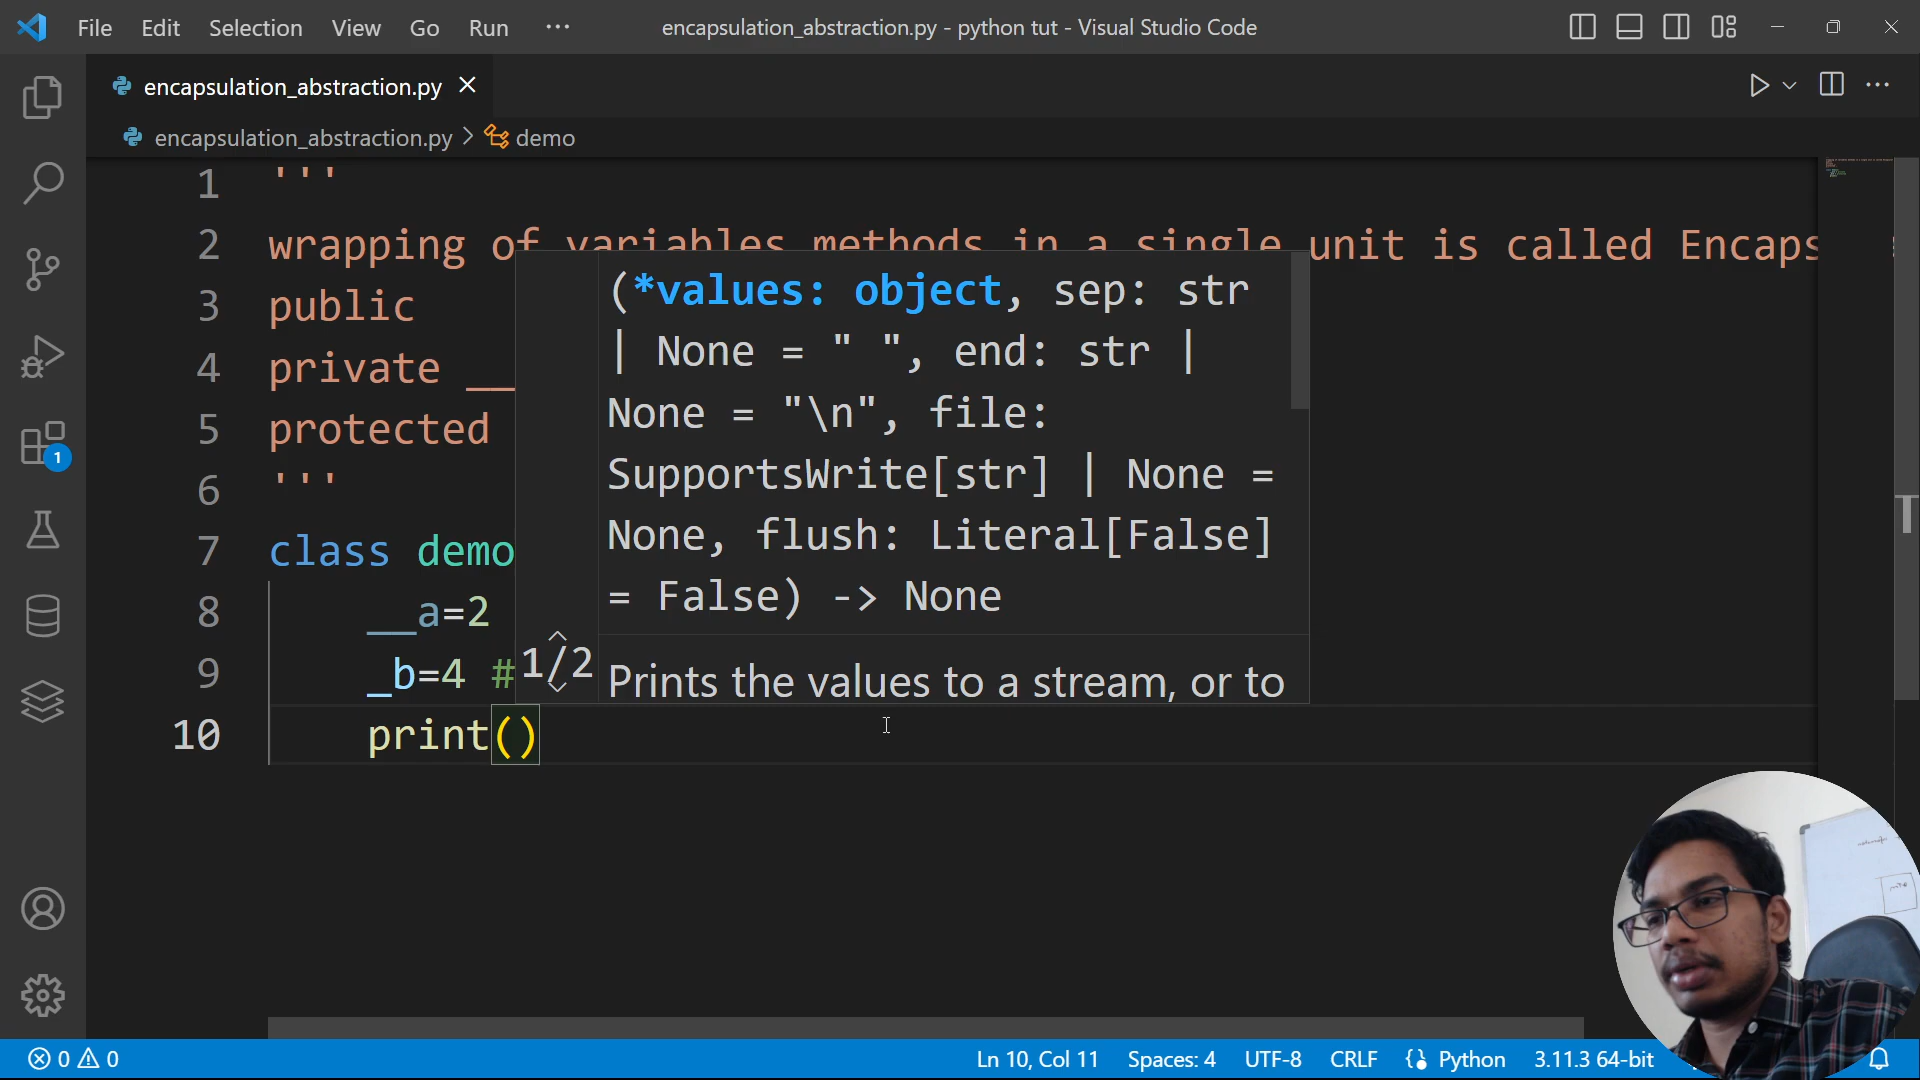 File Edit Selection View Go Run ··· encapsulation_abstraction.py - python tut - Visual Studio Code
encapsulation_abstraction.py
encapsulation_abstraction.py > demo
1 '''
2 wrapping of variables methods in a single unit is called Encaps
3 public
4 private __
5 protected
6 '''
7 class demo
8 __a=2
9 _b=4 #
10 print()
(*values: object, sep: str
| None = " ", end: str |
None = "\n", file:
SupportsWrite[str] | None =
None, flush: Literal[False]
= False) -> None
1/2
Prints the values to a stream, or to
1
0 0
Ln 10, Col 11 Spaces: 4 UTF-8 CRLF Python 3.11.3 64-bit